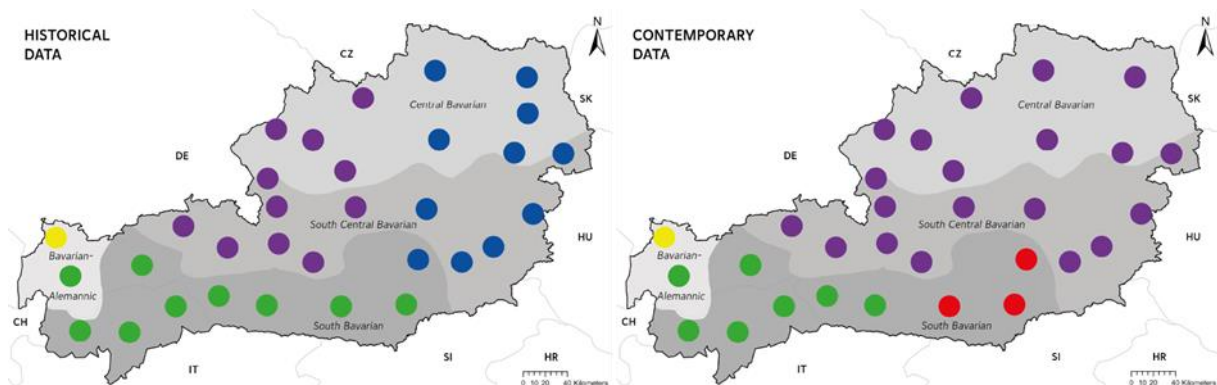 HISTORICAL
DATA
N
CZ
SK
Central Bavarian
DE
South Central Bavarian
HU
Bavarian-
Alemannic
CH
South Bavarian
IT
SI
HR
0 10 20 40 Kilometers
CONTEMPORARY
DATA
N
CZ
SK
Central Bavarian
DE
South Central Bavarian
HU
Bavarian-
Alemannic
CH
South Bavarian
IT
SI
HR
0 10 20 40 Kilometers